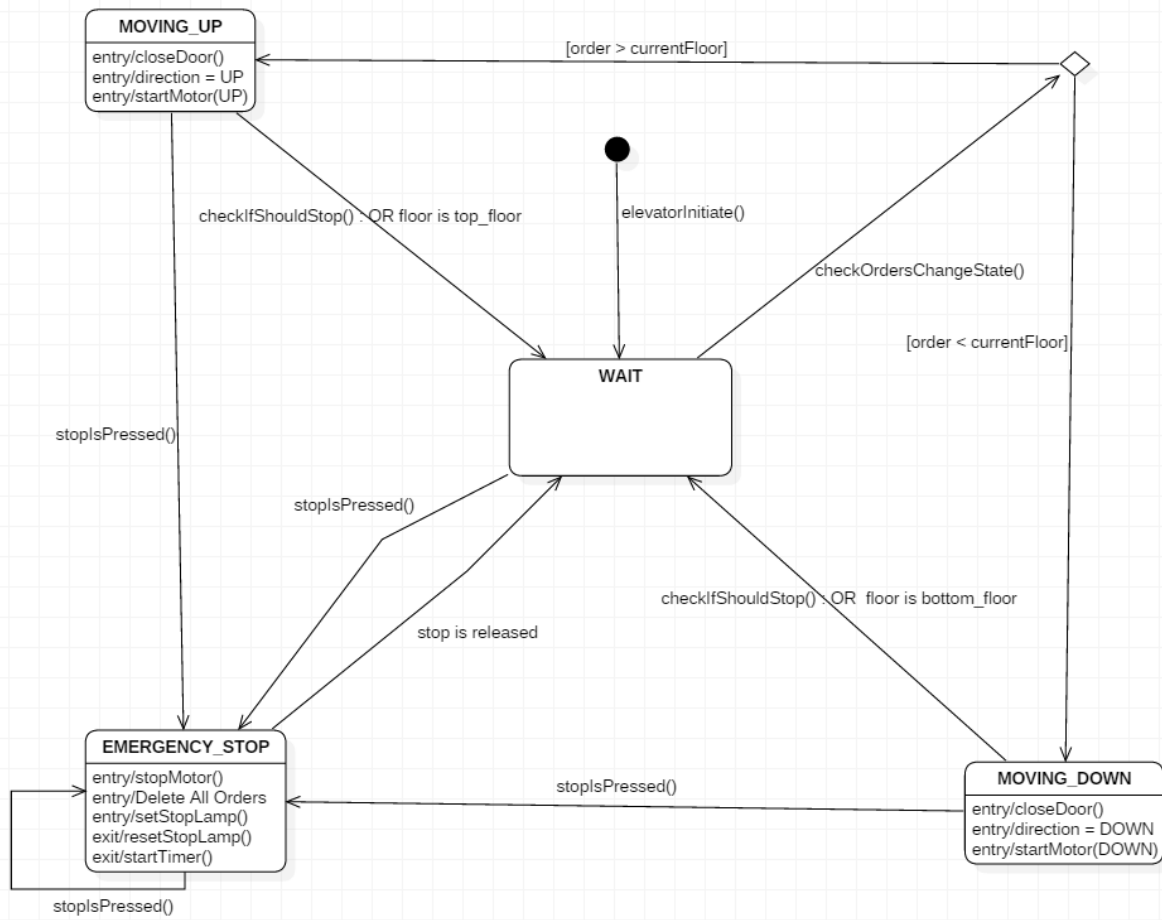 MOVING_UP
entry/closeDoor()
entry/direction = UP
entry/startMotor(UP)
[order > currentFloor]
elevatorInitiate()
checkIfShouldStop() : OR floor is top_floor
checkOrdersChangeState()
[order < currentFloor]
WAIT
stopIsPressed()
stopIsPressed()
checkIfShouldStop() : OR  floor is bottom_floor
stop is released
EMERGENCY_STOP
entry/stopMotor()
entry/Delete All Orders
entry/setStopLamp()
exit/resetStopLamp()
exit/startTimer()
stopIsPressed()
MOVING_DOWN
entry/closeDoor()
entry/direction = DOWN
entry/startMotor(DOWN)
stopIsPressed()